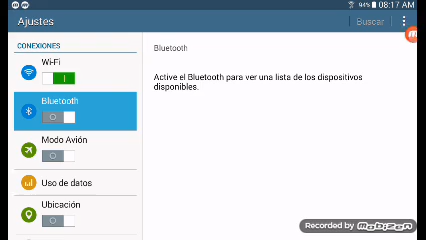 94% 08:17 AM
Ajustes
Buscar
CONEXIONES
Wi-Fi
Bluetooth
Modo Avión
Uso de datos
Ubicación
Bluetooth
Active el Bluetooth para ver una lista de los dispositivos
disponibles.
Recorded by mobizen